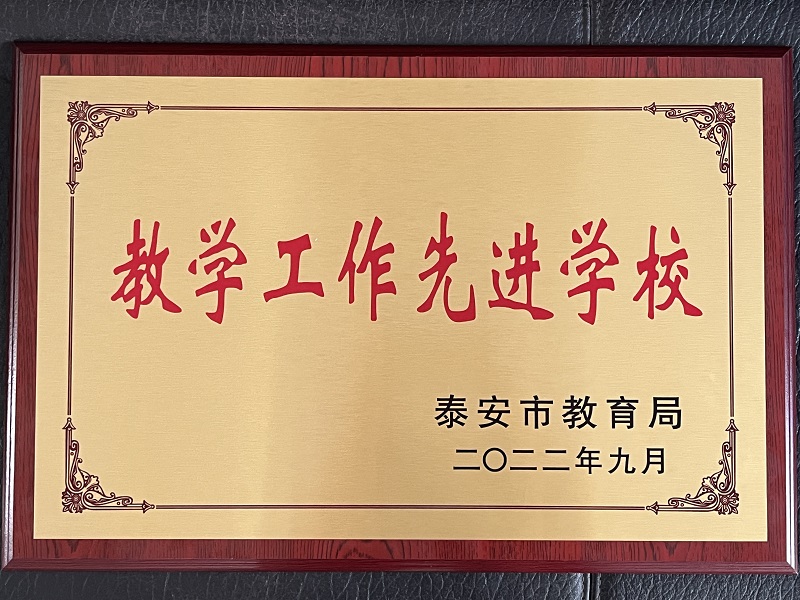 教学工作先进学校
泰安市教育局
二〇二二年九月